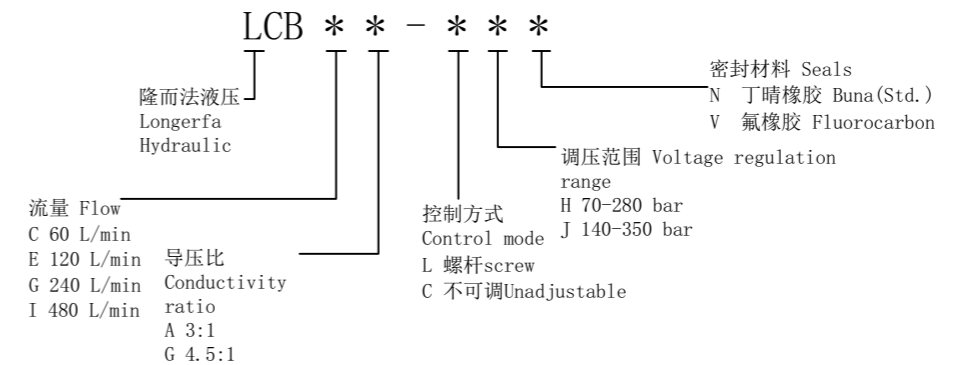 LCB * * - * * *
隆而法液压
Longerfa
Hydraulic
流量 Flow
C 60 L/min
E 120 L/min
G 240 L/min
I 480 L/min
导压比
Conductivity
ratio
A 3:1
G 4.5:1
控制方式
Control mode
L 螺杆screw
C 不可调Unadjustable
调压范围 Voltage regulation
range
H 70-280 bar
J 140-350 bar
密封材料 Seals
N 丁晴橡胶 Buna(Std.)
V 氟橡胶 Fluorocarbon